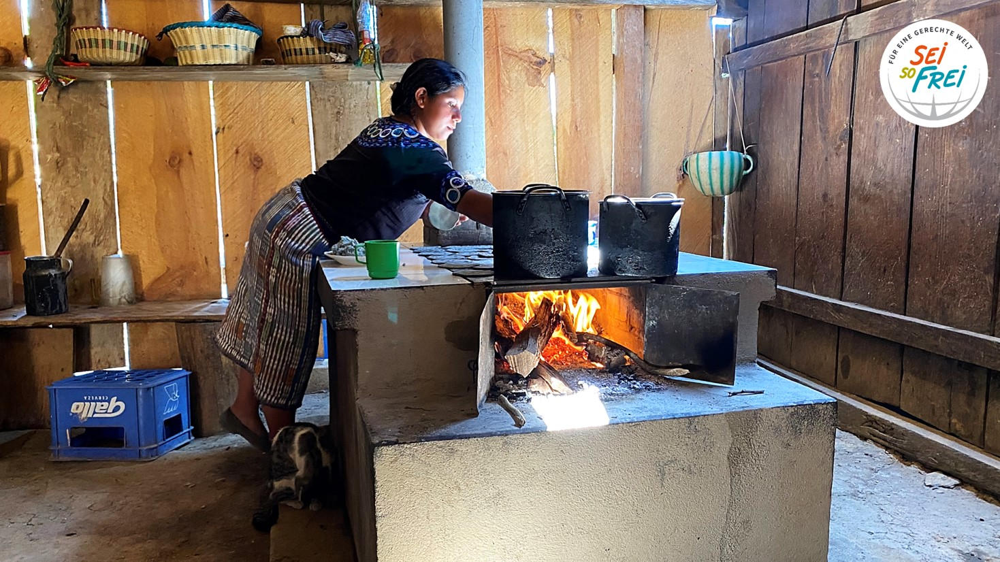 FÜR EINE GERECHTE WELT
SEi
SO
FREi
gallo
CERVEZA